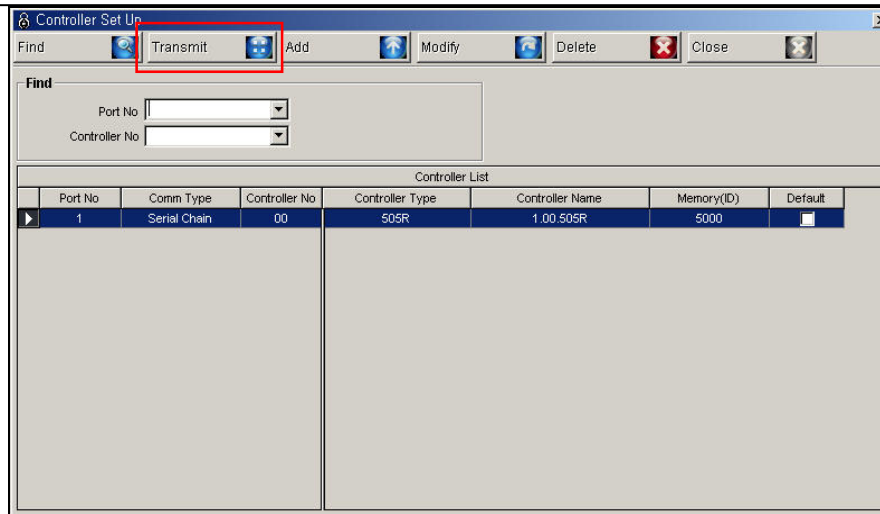 Controller Set Up
Find Transmit Add Modify Delete Close
Find
Port No
Controller No
Controller List
Port No Comm Type Controller No Controller Type Controller Name Memory(ID) Default
1 Serial Chain 00 505R 1.00.505R 5000